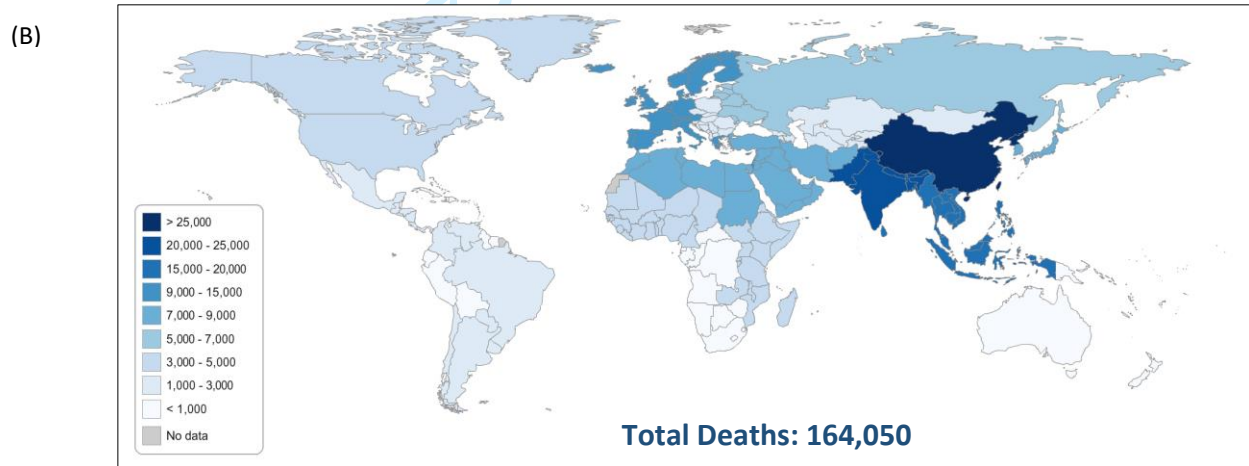 (B)
> 25,000
20,000 - 25,000
15,000 - 20,000
9,000 - 15,000
7,000 - 9,000
5,000 - 7,000
3,000 - 5,000
1,000 - 3,000
< 1,000
No data
Total Deaths: 164,050